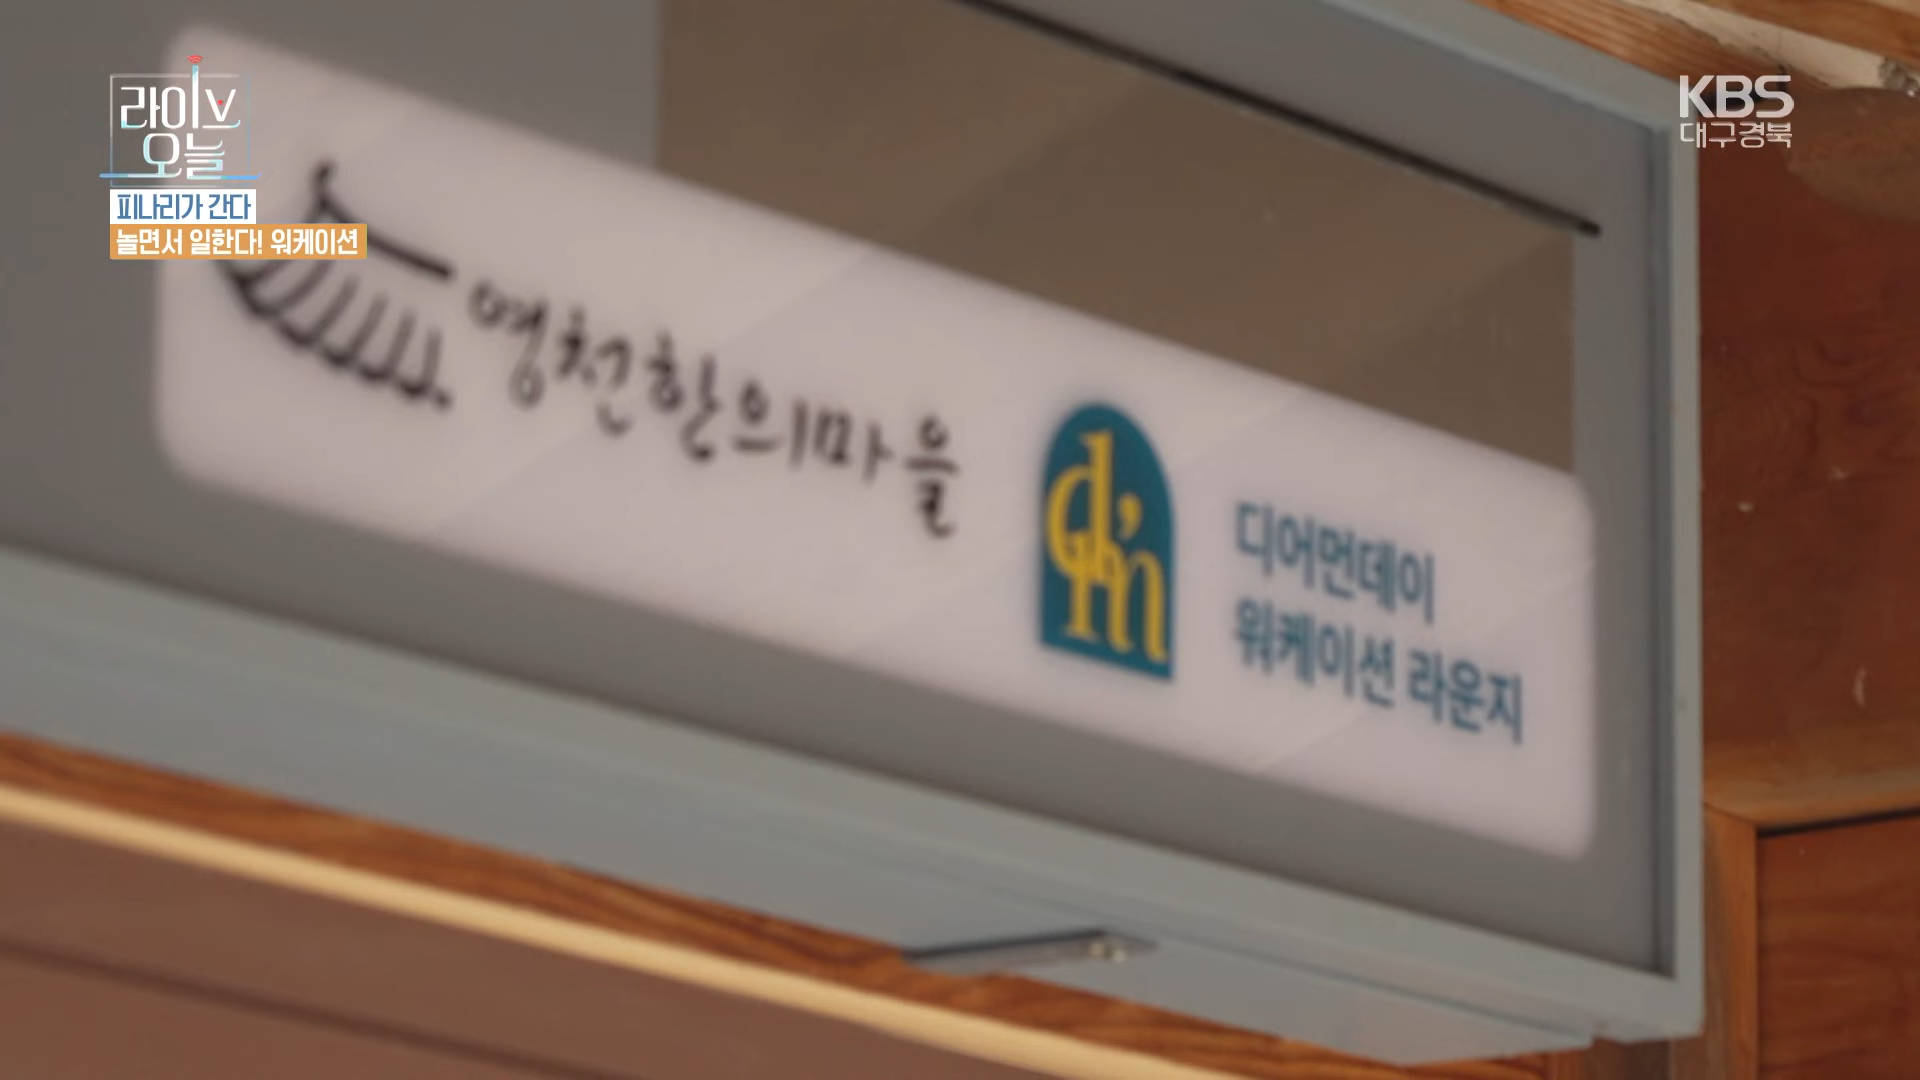 라이브
오늘
피나리가 간다
놀면서 일한다! 워케이션
KBS
대구경북
영천한의마을
d'm
디어먼데이
워케이션 라운지